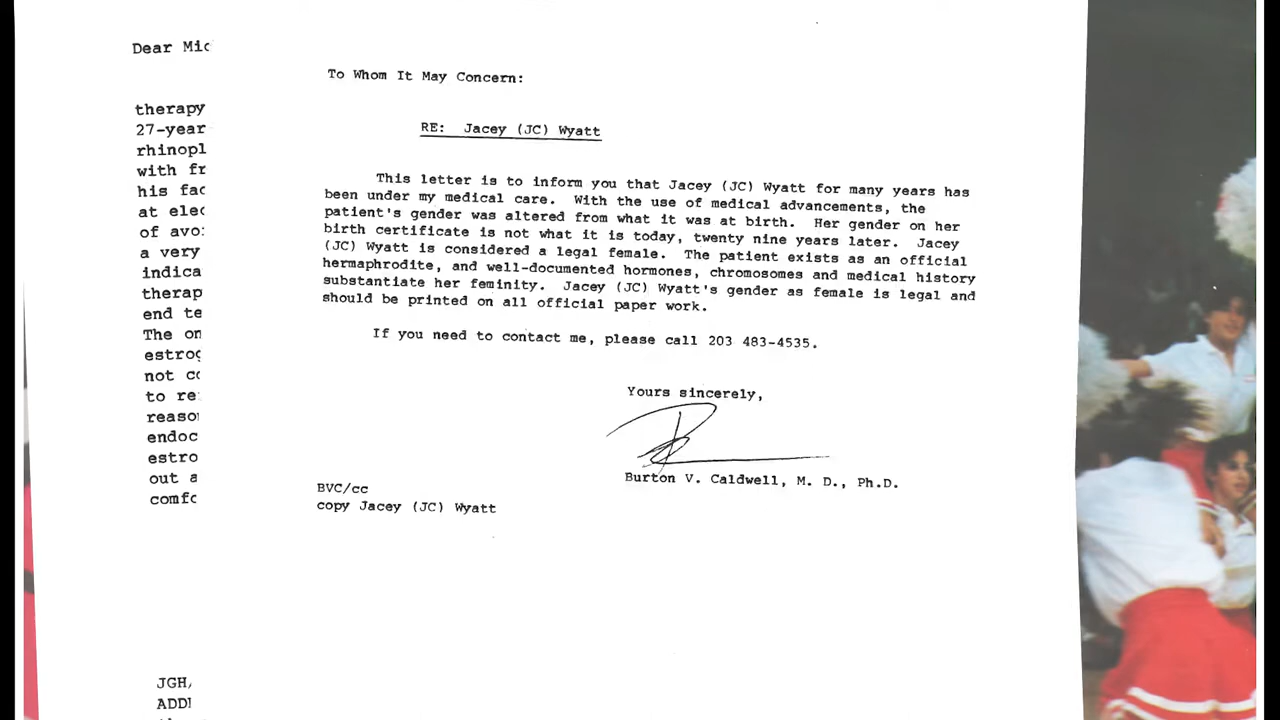 Dear Mic
therapy
27-year
rhinopl
with fr
his fac
at elec
of avo
a very
indica
therap
end te
The on
estrog
not co
to re
reason
endoc
estro
out a
comfo
JGH,
ADD
To Whom It May Concern:
RE: Jacey (JC) Wyatt
This letter is to inform you that Jacey (JC) Wyatt for many years has
been under my medical care. With the use of medical advancements, the
patient's gender was altered from what it was at birth. Her gender on her
birth certificate is not what it is today, twenty nine years later. Jacey
(JC) Wyatt is considered a legal female. The patient exists as an official
hermaphrodite, and well-documented hormones, chromosomes and medical history
substantiate her feminity. Jacey (JC) Wyatt's gender as female is legal and
should be printed on all official paper work.
If you need to contact me, please call 203 483-4535.
Yours sincerely,
Burton V. Caldwell, M. D., Ph.D.
BVC/cc
copy Jacey (JC) Wyatt